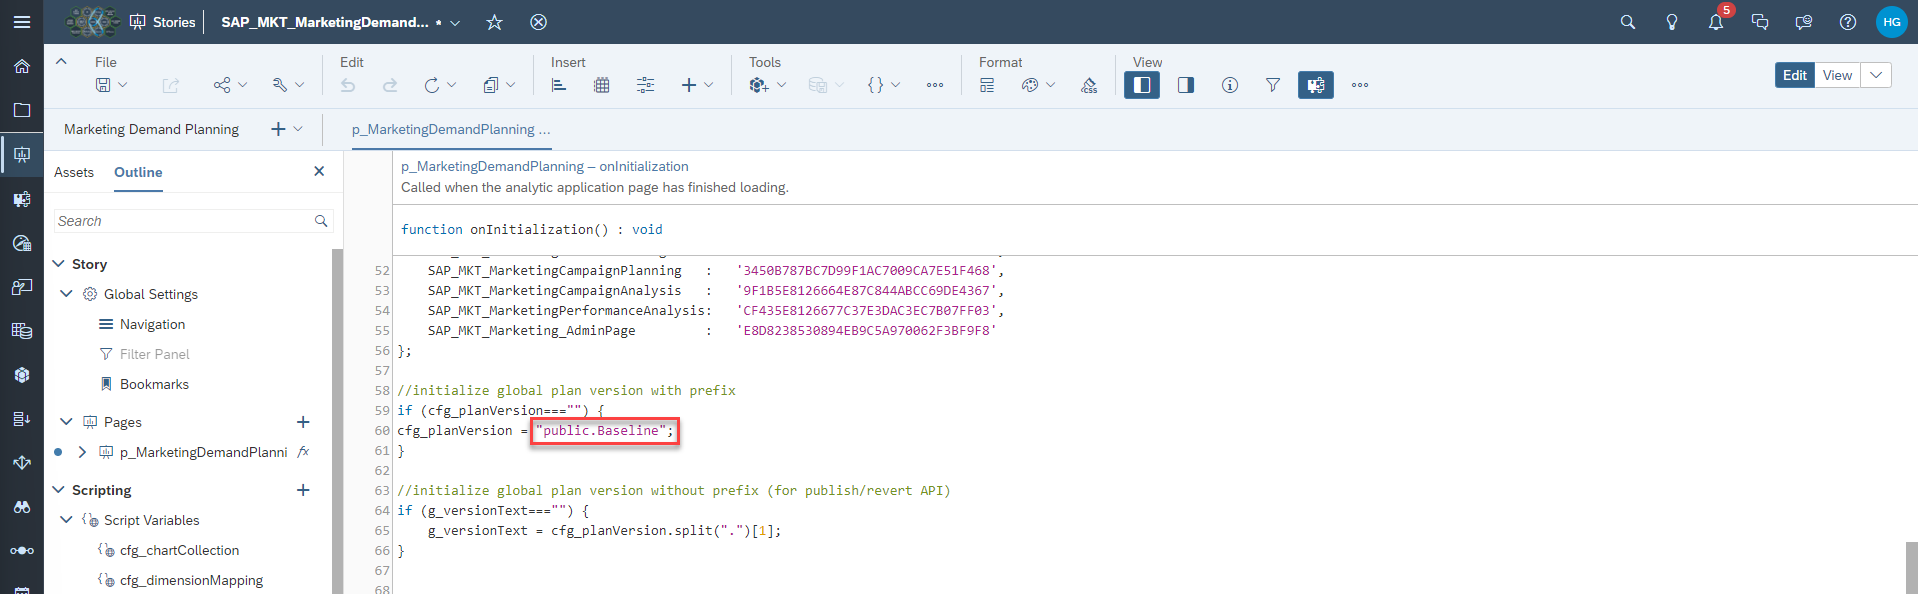 Stories
SAP_MKT_MarketingDemand... *
5
HG
File
Edit
Insert
Tools
Format
View
css
Edit View
Marketing Demand Planning
p_MarketingDemandPlanning ...
Assets Outline
Search
Story
Global Settings
Navigation
Filter Panel
Bookmarks
Pages
p_MarketingDemandPlanni fx
Scripting
Script Variables
cfg_chartCollection
cfg_dimensionMapping
p_MarketingDemandPlanning – onInitialization
Called when the analytic application page has finished loading.
function onInitialization() : void
52 SAP_MKT_MarketingCampaignPlanning : '3450B787BC7D99F1AC7009CA7E51F468',
53 SAP_MKT_MarketingCampaignAnalysis : '9F1B5E8126664E87C844ABCC69DE4367',
54 SAP_MKT_MarketingPerformanceAnalysis: 'CF435E8126677C37E3DAC3EC7B07FF03',
55 SAP_MKT_Marketing_AdminPage : 'E8D8238530894EB9C5A970062F3BF9F8'
56 };
57
58 //initialize global plan version with prefix
59 if (cfg_planVersion==="") {
60 cfg_planVersion = "public.Baseline";
61 }
62
63 //initialize global plan version without prefix (for publish/revert API)
64 if (g_versionText==="") {
65 g_versionText = cfg_planVersion.split(".")[1];
66 }
67
68